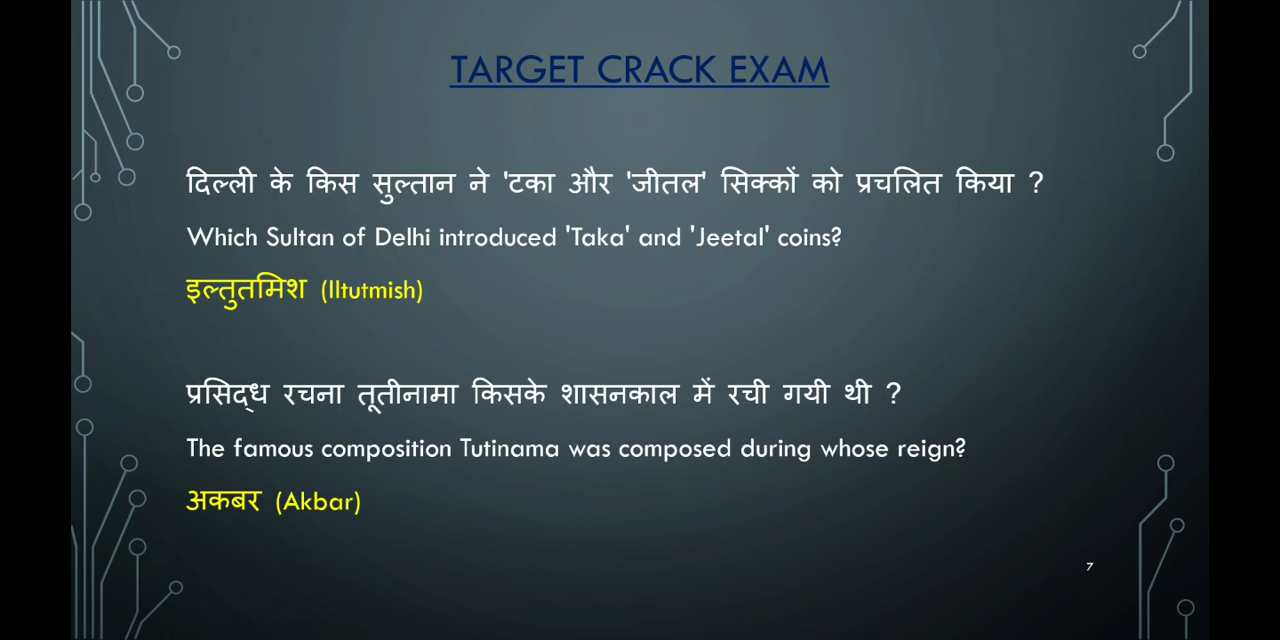 TARGET CRACK EXAM
दिल्ली के किस सुल्तान ने 'टका और 'जीतल' सिक्कों को प्रचलित किया ?
Which Sultan of Delhi introduced 'Taka' and 'Jeetal' coins?
इल्तुतमिश (Iltutmish)
प्रसिद्ध रचना तूतीनामा किसके शासनकाल में रची गयी थी ?
The famous composition Tutinama was composed during whose reign?
अकबर (Akbar)
7